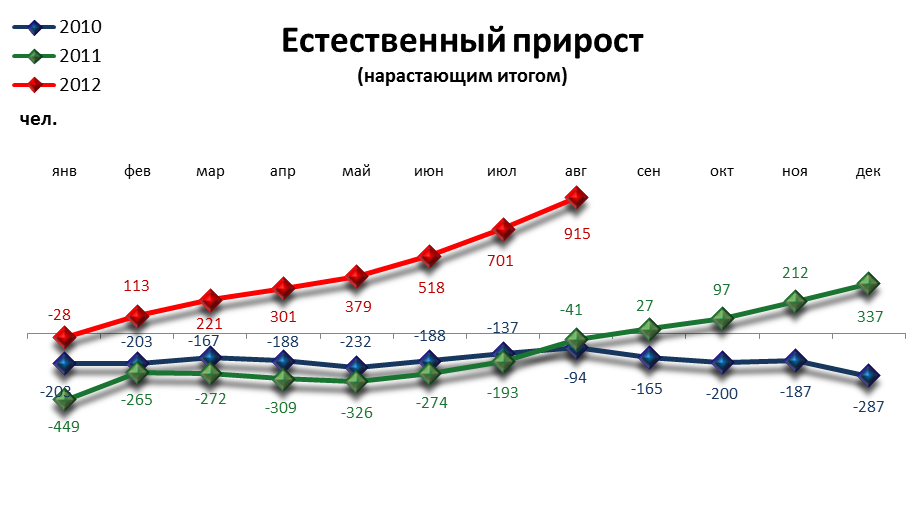 2010
2011
2012
Естественный прирост
(нарастающим итогом)
чел.
янв фев мар апр май июн июл авг сен окт ноя дек
-28 113 221 301 379 518 701 915
-203 -203 -167 -188 -232 -188 -137 -94 -165 -200 -187 -287
-449 -265 -272 -309 -326 -274 -193 -41 27 97 212 337